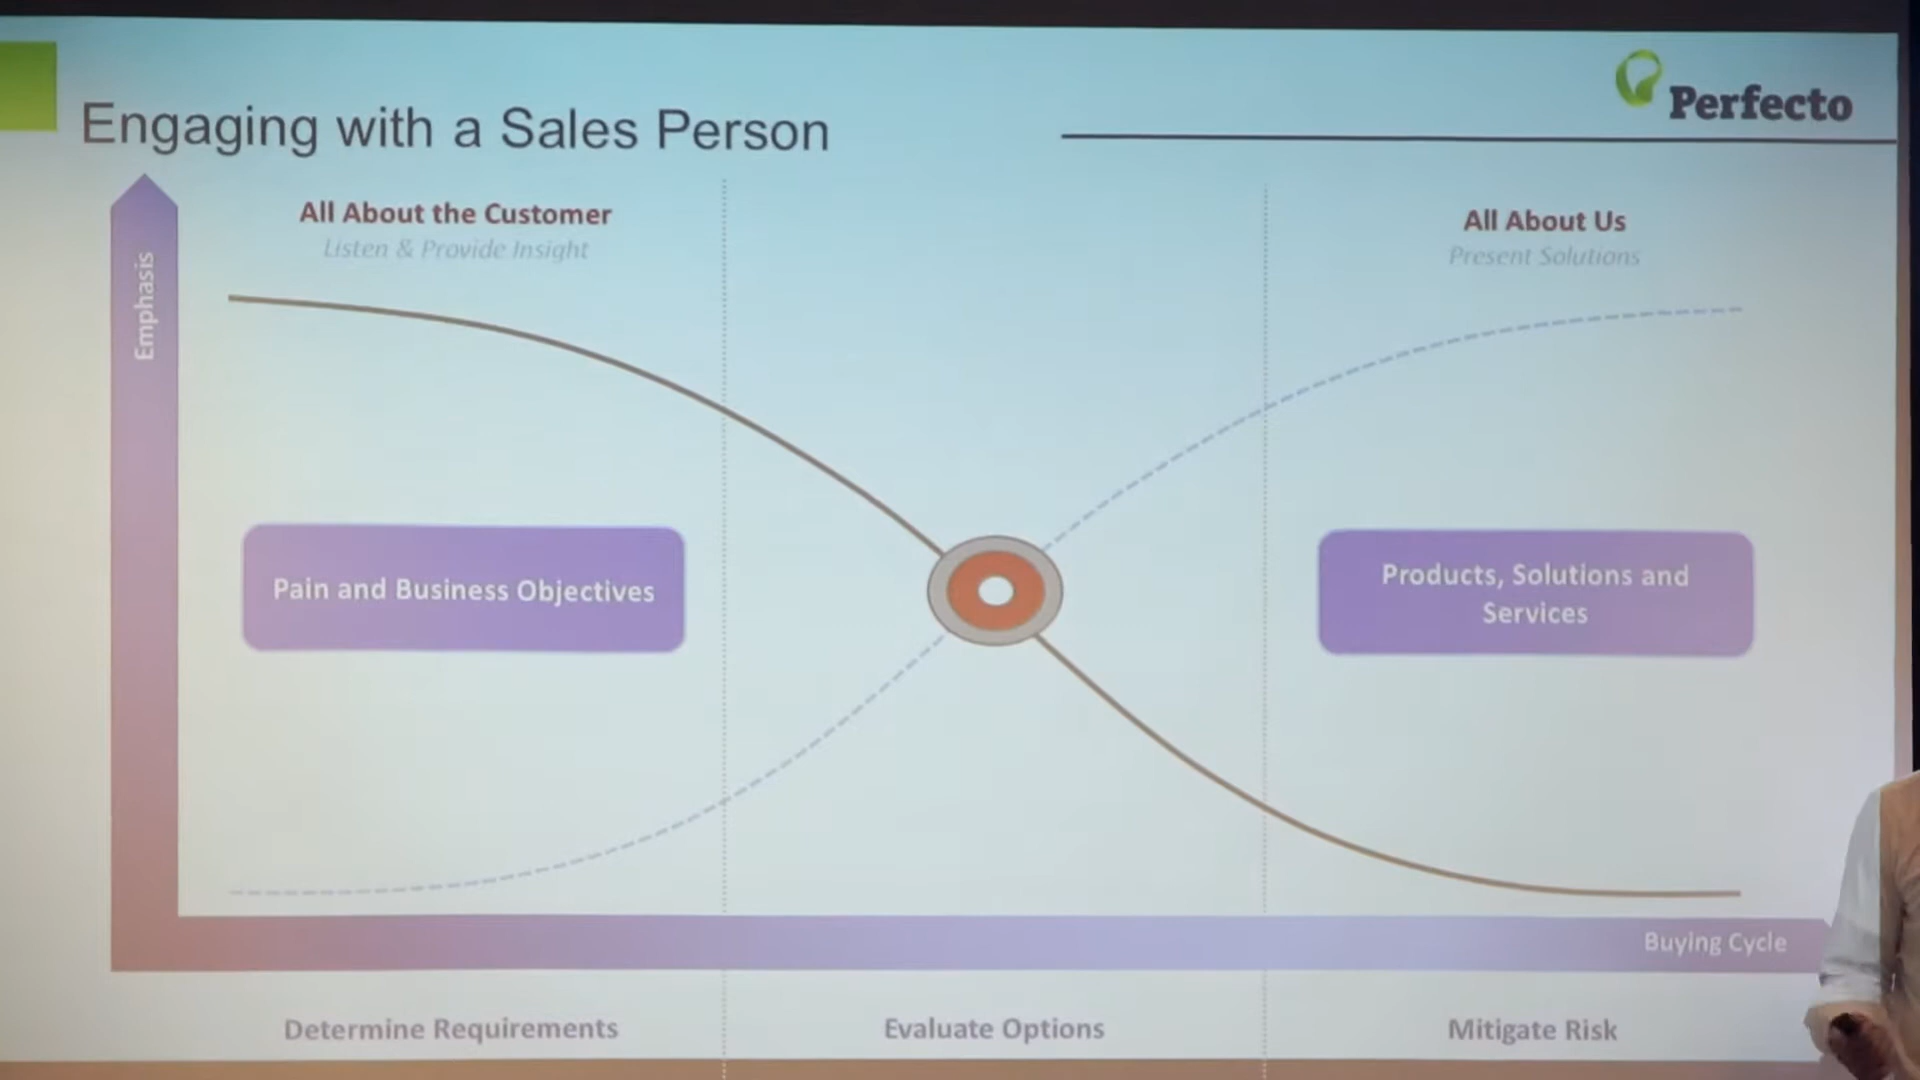 Engaging with a Sales Person
Perfecto
All About the Customer
Listen & Provide Insight
All About Us
Present Solutions
Emphasis
Pain and Business Objectives
Products, Solutions and
Services
Buying Cycle
Determine Requirements
Evaluate Options
Mitigate Risk